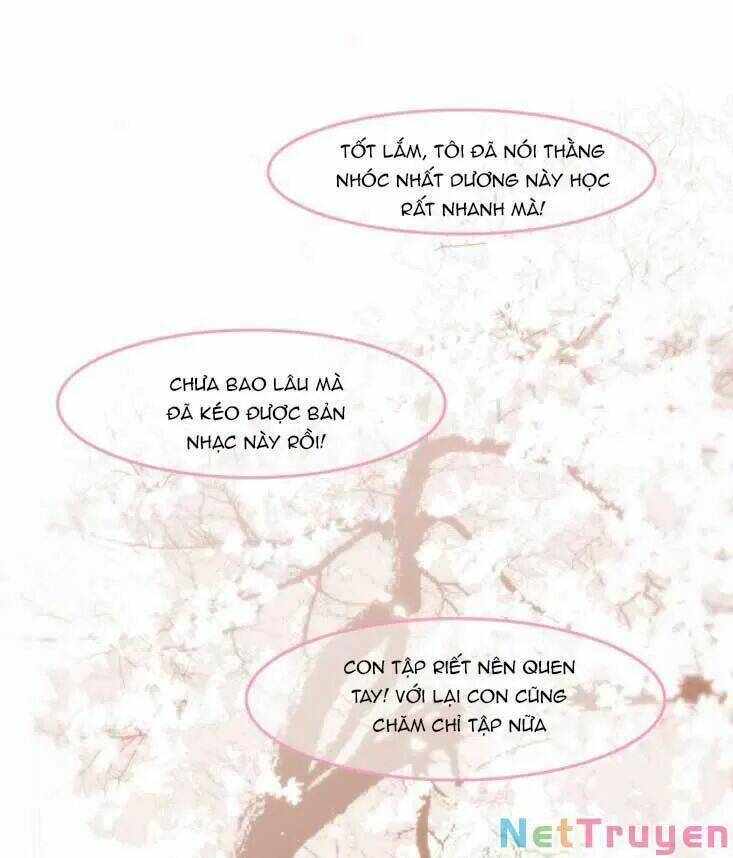 TỐT LẮM, TÔI ĐÃ NÓI THẰNG
NHÓC NHẤT DƯƠNG NÀY HỌC
RẤT NHANH MÀ!
CHƯA BAO LÂU MÀ
ĐÃ KÉO ĐƯỢC BẢN
NHẠC NÀY RỒI!
CON TẬP RIẾT NÊN QUEN
TAY! VỚI LẠI CON CŨNG
CHĂM CHỈ TẬP NỮA
NetTruyen